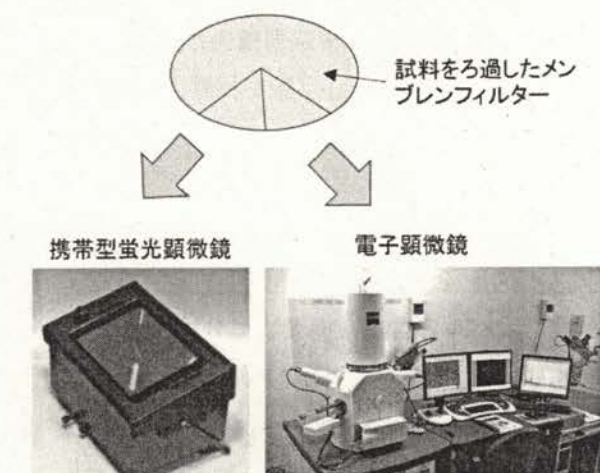 試料をろ過したメン
ブレンフィルター
携帯型蛍光顕微鏡
電子顕微鏡